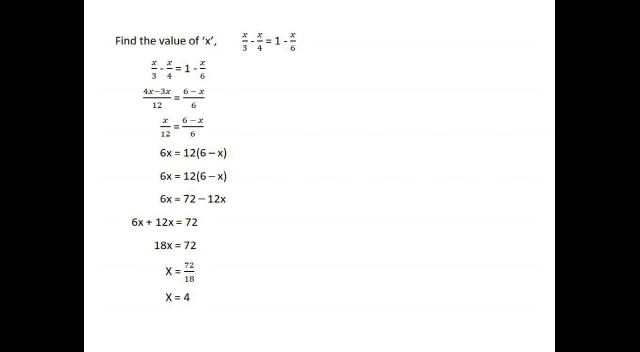 Find the value of ‘x’, x/3 - x/4 = 1 - x/6
x/3 - x/4 = 1 - x/6
4x−3x/12 = 6 − x/6
x/12 = 6 − x/6
6x = 12(6 – x)
6x = 12(6 – x)
6x = 72 – 12x
6x + 12x = 72
18x = 72
X = 72/18
X = 4